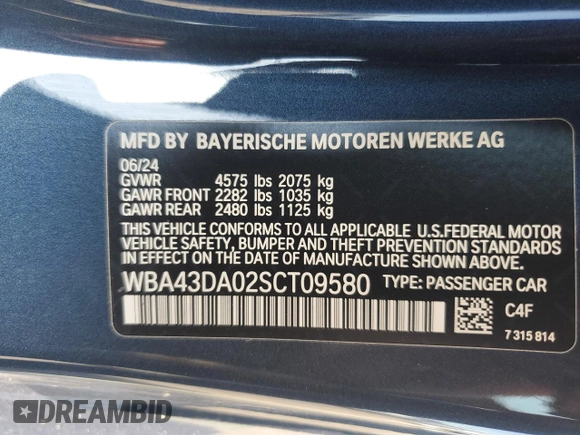 MFD BY BAYERISCHE MOTOREN WERKE AG
06/24
GVWR 4575 lbs 2075 kg
GAWR FRONT 2282 lbs 1035 kg
GAWR REAR 2480 lbs 1125 kg
THIS VEHICLE CONFORMS TO ALL APPLICABLE U.S.FEDERAL MOTOR
VEHICLE SAFETY, BUMPER AND THEFT PREVENTION STANDARDS
IN EFFECT ON THE DATE OF MANUFACTURE SHOWN ABOVE.
WBA43DA02SCT09580 TYPE: PASSENGER CAR
C4F
7 315 814
DREAMBID